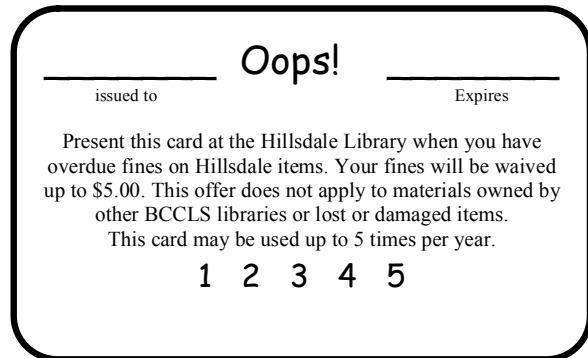 Oops!
issued to Expires
Present this card at the Hillsdale Library when you have
overdue fines on Hillsdale items. Your fines will be waived
up to $5.00. This offer does not apply to materials owned by
other BCCLS libraries or lost or damaged items.
This card may be used up to 5 times per year.
1 2 3 4 5